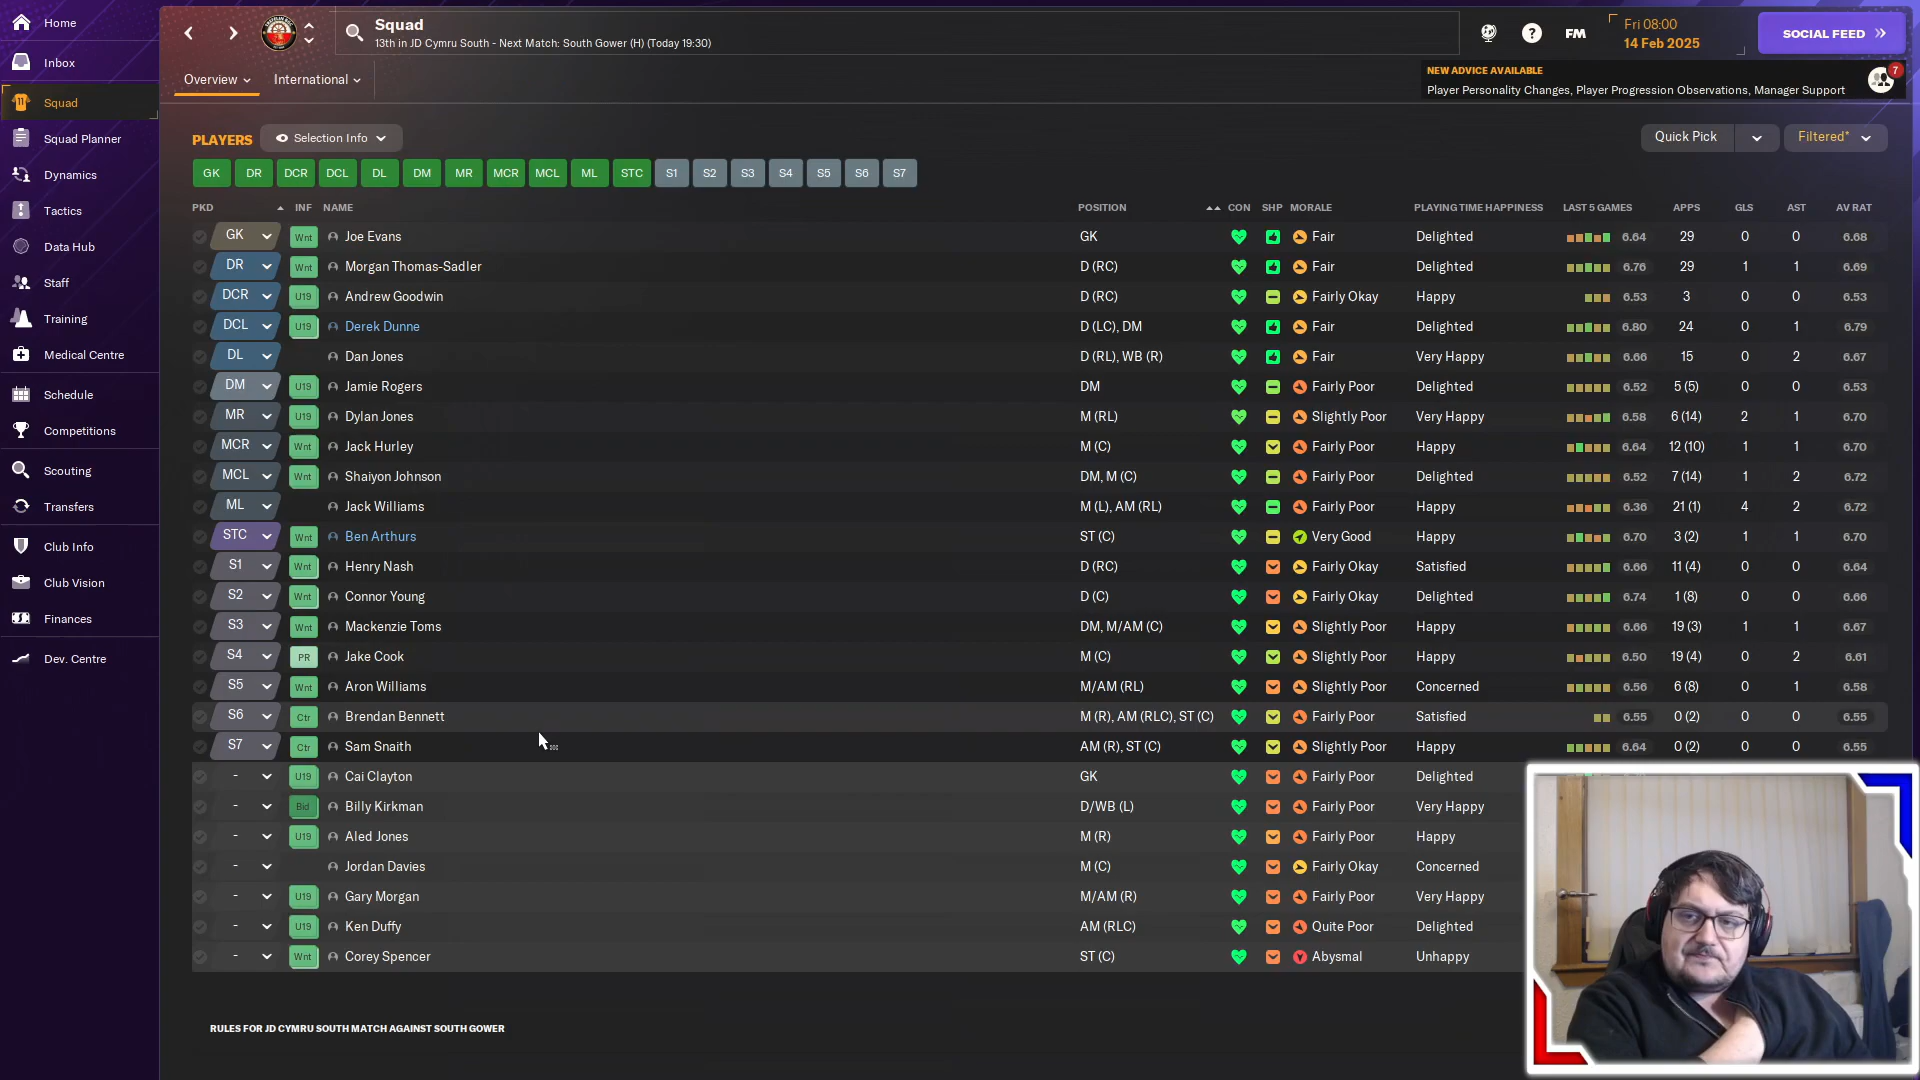 Home
Inbox
Squad
Squad Planner
Dynamics
Tactics
Data Hub
Staff
Training
Medical Centre
Schedule
Competitions
Scouting
Transfers
Club Info
Club Vision
Finances
Dev. Centre
Squad
13th in JD Cymru South - Next Match: South Gower (H) (Today 19:30)
FM
Fri 08:00
14 Feb 2025
SOCIAL FEED
Overview International
NEW ADVICE AVAILABLE
Player Personality Changes, Player Progression Observations, Manager Support
7
PLAYERS Selection Info
Quick Pick Filtered*
GK DR DCR DCL DL DM MR MCR MCL ML STC S1 S2 S3 S4 S5 S6 S7
PKD INF NAME POSITION CON SHP MORALE PLAYING TIME HAPPINESS LAST 5 GAMES APPS GLS AST AV RAT
GK Wnt Joe Evans GK Fair Delighted 6.64 29 0 0 6.68
DR Wnt Morgan Thomas-Sadler D (RC) Fair Delighted 6.76 29 1 1 6.69
DCR U19 Andrew Goodwin D (RC) Fairly Okay Happy 6.53 3 0 0 6.53
DCL U19 Derek Dunne D (LC), DM Fair Delighted 6.80 24 0 1 6.79
DL Dan Jones D (RL), WB (R) Fair Very Happy 6.66 15 0 2 6.67
DM U19 Jamie Rogers DM Fairly Poor Delighted 6.52 5 (5) 0 0 6.53
MR U19 Dylan Jones M (RL) Slightly Poor Very Happy 6.58 6 (14) 2 1 6.70
MCR Wnt Jack Hurley M (C) Fairly Poor Happy 6.64 12 (10) 1 1 6.70
MCL Wnt Shaiyon Johnson DM, M (C) Fairly Poor Delighted 6.52 7 (14) 1 2 6.72
ML Jack Williams M (L), AM (RL) Fairly Poor Happy 6.36 21 (1) 4 2 6.72
STC Wnt Ben Arthurs ST (C) Very Good Happy 6.70 3 (2) 1 1 6.70
S1 Wnt Henry Nash D (RC) Fairly Okay Satisfied 6.66 11 (4) 0 0 6.64
S2 Wnt Connor Young D (C) Fairly Okay Delighted 6.74 1 (8) 0 0 6.66
S3 Wnt Mackenzie Toms DM, M/AM (C) Slightly Poor Happy 6.66 19 (3) 1 1 6.67
S4 PR Jake Cook M (C) Slightly Poor Happy 6.50 19 (4) 0 2 6.61
S5 Wnt Aron Williams M/AM (RL) Slightly Poor Concerned 6.56 6 (8) 0 1 6.58
S6 Ctr Brendan Bennett M (R), AM (RLC), ST (C) Fairly Poor Satisfied 6.55 0 (2) 0 0 6.55
S7 Ctr Sam Snaith AM (R), ST (C) Slightly Poor Happy 6.64 0 (2) 0 0 6.55
- U19 Cai Clayton GK Fairly Poor Delighted
- Bid Billy Kirkman D/WB (L) Fairly Poor Very Happy
- U19 Aled Jones M (R) Fairly Poor Happy
- Jordan Davies M (C) Fairly Okay Concerned
- U19 Gary Morgan M/AM (R) Fairly Poor Very Happy
- U19 Ken Duffy AM (RLC) Quite Poor Delighted
- Wnt Corey Spencer ST (C) Abysmal Unhappy
RULES FOR JD CYMRU SOUTH MATCH AGAINST SOUTH GOWER